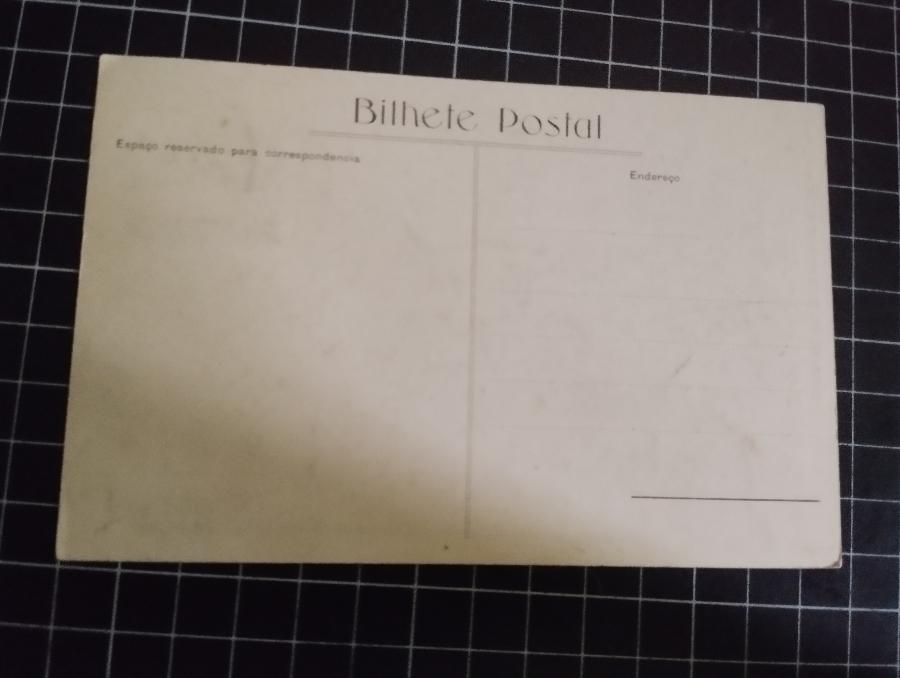 Bilhete Postal
Espaço reservado para correspondencia
Endereço